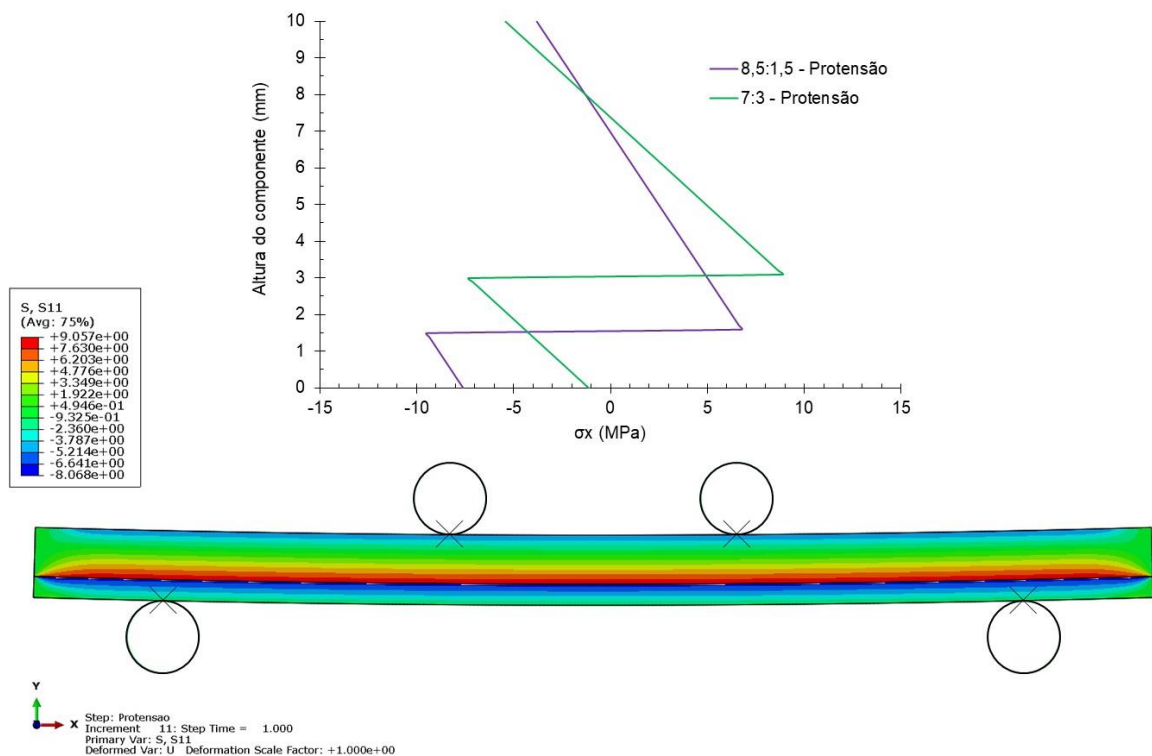 10
9
8
7
6
5
4
3
2
1
0
Altura do componente (mm)
8,5:1,5 - Protensão
7:3 - Protensão
-15 -10 -5 0 5 10 15
σx (MPa)
S, S11
(Avg: 75%)
+9.057e+00
+7.630e+00
+6.203e+00
+4.776e+00
+3.349e+00
+1.922e+00
+4.946e-01
-9.325e-01
-2.360e+00
-3.787e+00
-5.214e+00
-6.641e+00
-8.068e+00
Y
X
Step: Protensao
Increment 11: Step Time = 1.000
Primary Var: S, S11
Deformed Var: U Deformation Scale Factor: +1.000e+00